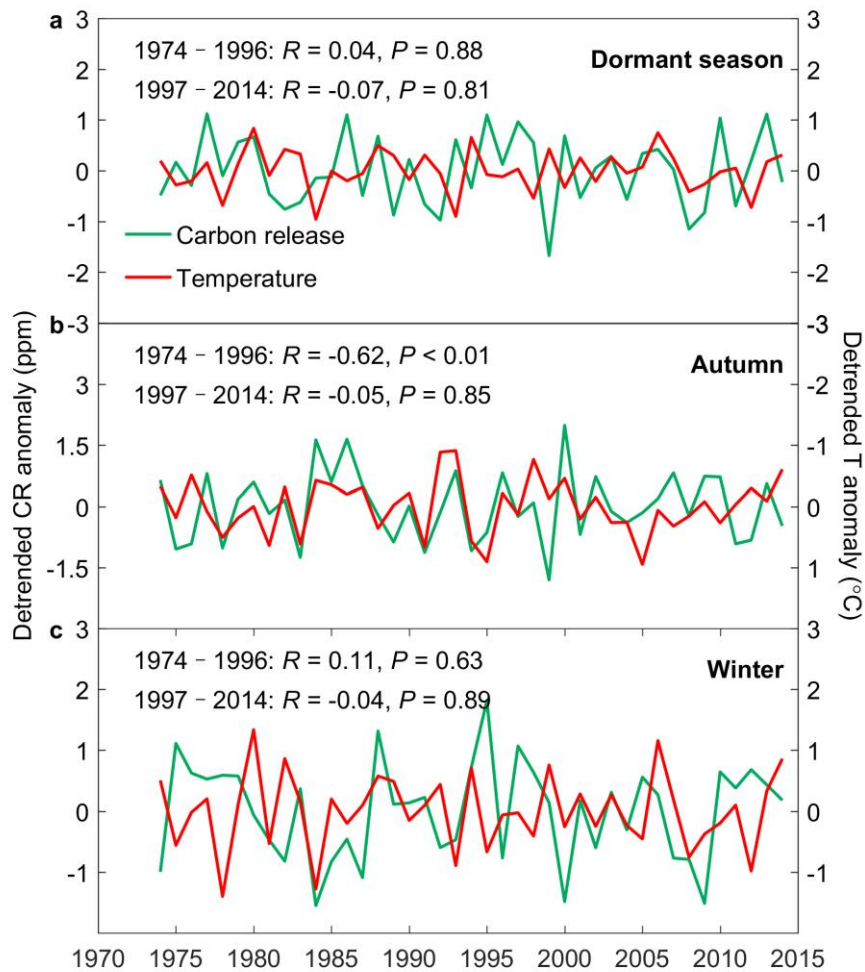 a
3
2
1
0
-1
-2
1974 – 1996: R = 0.04, P = 0.88
1997 – 2014: R = -0.07, P = 0.81
Dormant season
Carbon release
Temperature
3
2
1
0
-1
-2
b -3
3
1.5
0
-1.5
3
1974 – 1996: R = -0.62, P < 0.01
1997 – 2014: R = -0.05, P = 0.85
Autumn
-3
-2
-1
0
1
3
c
2
1
0
-1
1974 – 1996: R = 0.11, P = 0.63
1997 – 2014: R = -0.04, P = 0.89
Winter
2
1
0
-1
1970 1975 1980 1985 1990 1995 2000 2005 2010 2015
Detrended CR anomaly (ppm)
Detrended T anomaly (°C)